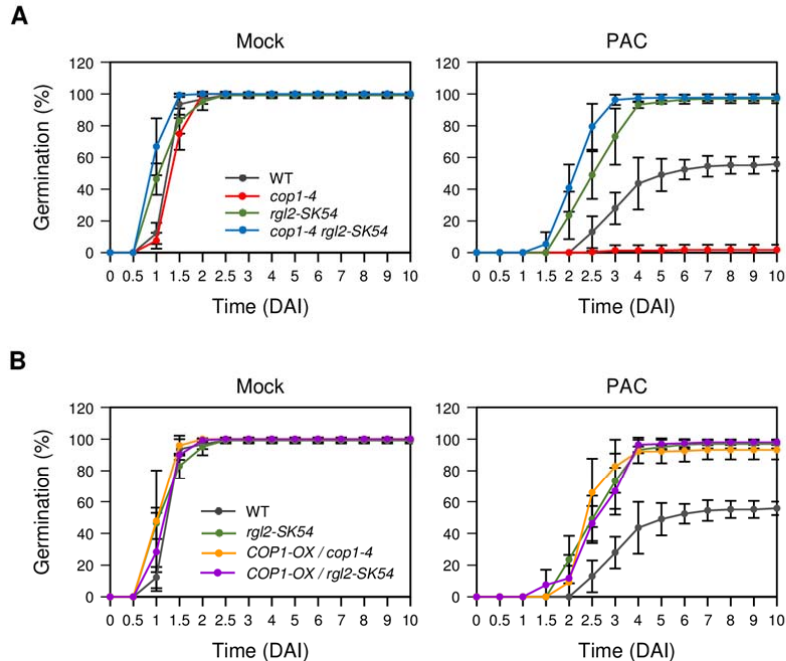 A
Mock
PAC
Germination (%)
120
100
80
60
40
20
0
0 0.5 1 1.5 2 2.5 3 4 5 6 7 8 9 10
Time (DAI)
WT
cop1-4
rgl2-SK54
cop1-4 rgl2-SK54
120
100
80
60
40
20
0
0 0.5 1 1.5 2 2.5 3 4 5 6 7 8 9 10
Time (DAI)
B
Mock
PAC
Germination (%)
120
100
80
60
40
20
0
0 0.5 1 1.5 2 2.5 3 4 5 6 7 8 9 10
Time (DAI)
WT
rgl2-SK54
COP1-OX / cop1-4
COP1-OX / rgl2-SK54
120
100
80
60
40
20
0
0 0.5 1 1.5 2 2.5 3 4 5 6 7 8 9 10
Time (DAI)